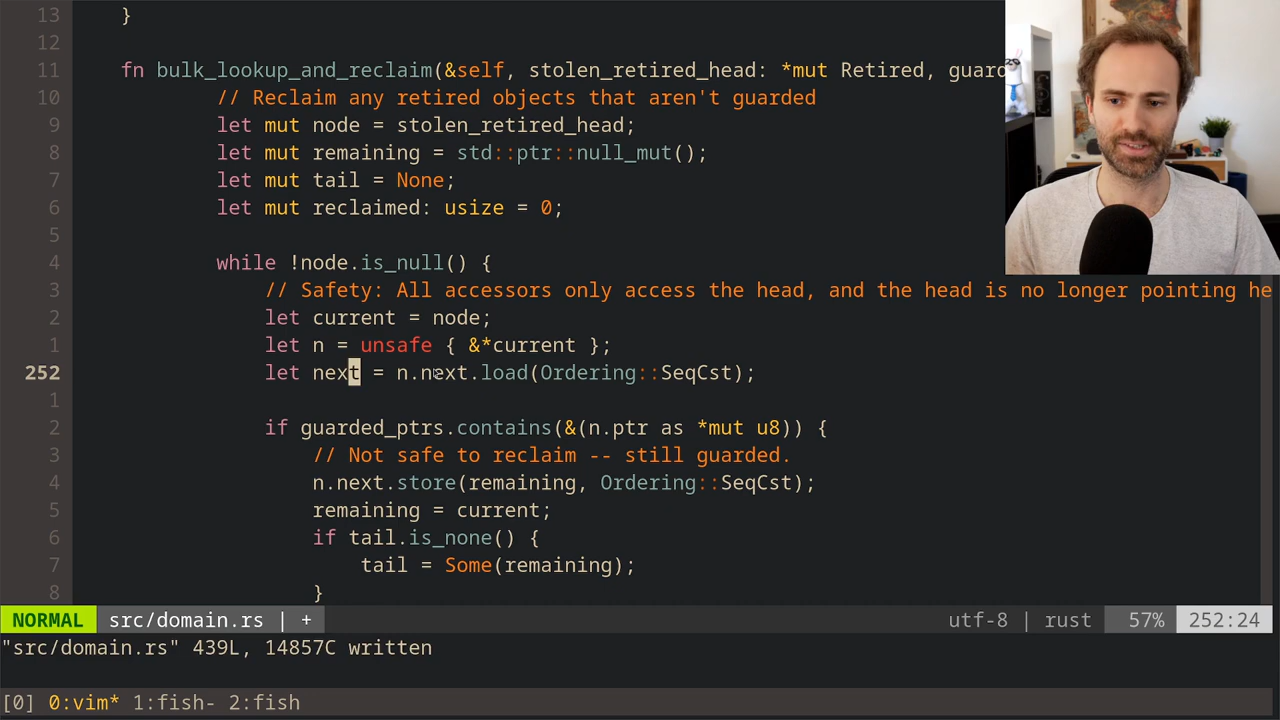 13 }
12
11 fn bulk_lookup_and_reclaim(&self, stolen_retired_head: *mut Retired, guard
10 // Reclaim any retired objects that aren't guarded
9 let mut node = stolen_retired_head;
8 let mut remaining = std::ptr::null_mut();
7 let mut tail = None;
6 let mut reclaimed: usize = 0;
5
4 while !node.is_null() {
3 // Safety: All accessors only access the head, and the head is no longer pointing he
2 let current = node;
1 let n = unsafe { &*current };
252 let next = n.next.load(Ordering::SeqCst);
1
2 if guarded_ptrs.contains(&(n.ptr as *mut u8)) {
3 // Not safe to reclaim -- still guarded.
4 n.next.store(remaining, Ordering::SeqCst);
5 remaining = current;
6 if tail.is_none() {
7 tail = Some(remaining);
8 }
NORMAL src/domain.rs | + utf-8 | rust 57% 252:24
"src/domain.rs" 439L, 14857C written
[0] 0:vim* 1:fish- 2:fish